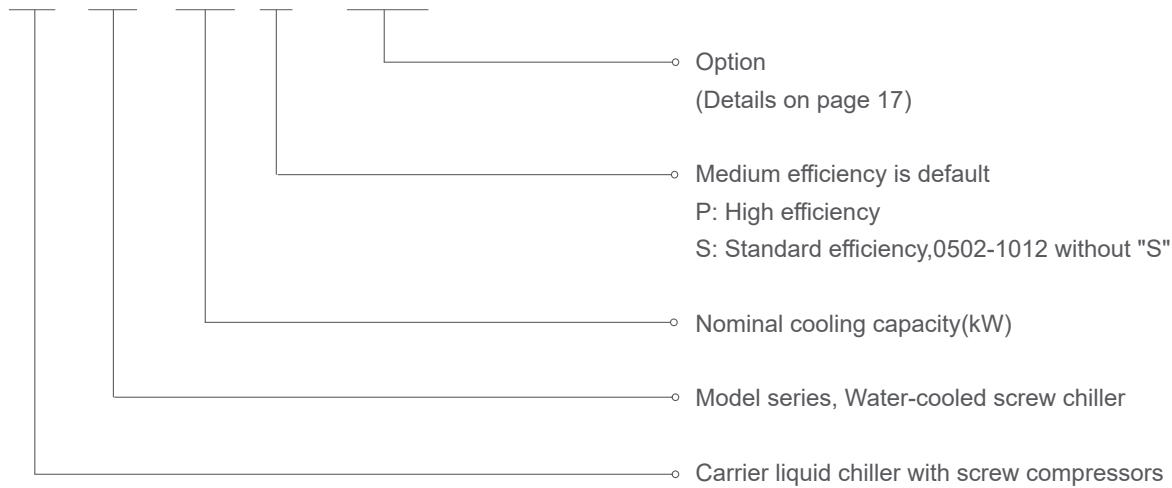 Option
(Details on page 17)
Medium efficiency is default
P: High efficiency
S: Standard efficiency,0502-1012 without "S"
Nominal cooling capacity(kW)
Model series, Water-cooled screw chiller
Carrier liquid chiller with screw compressors